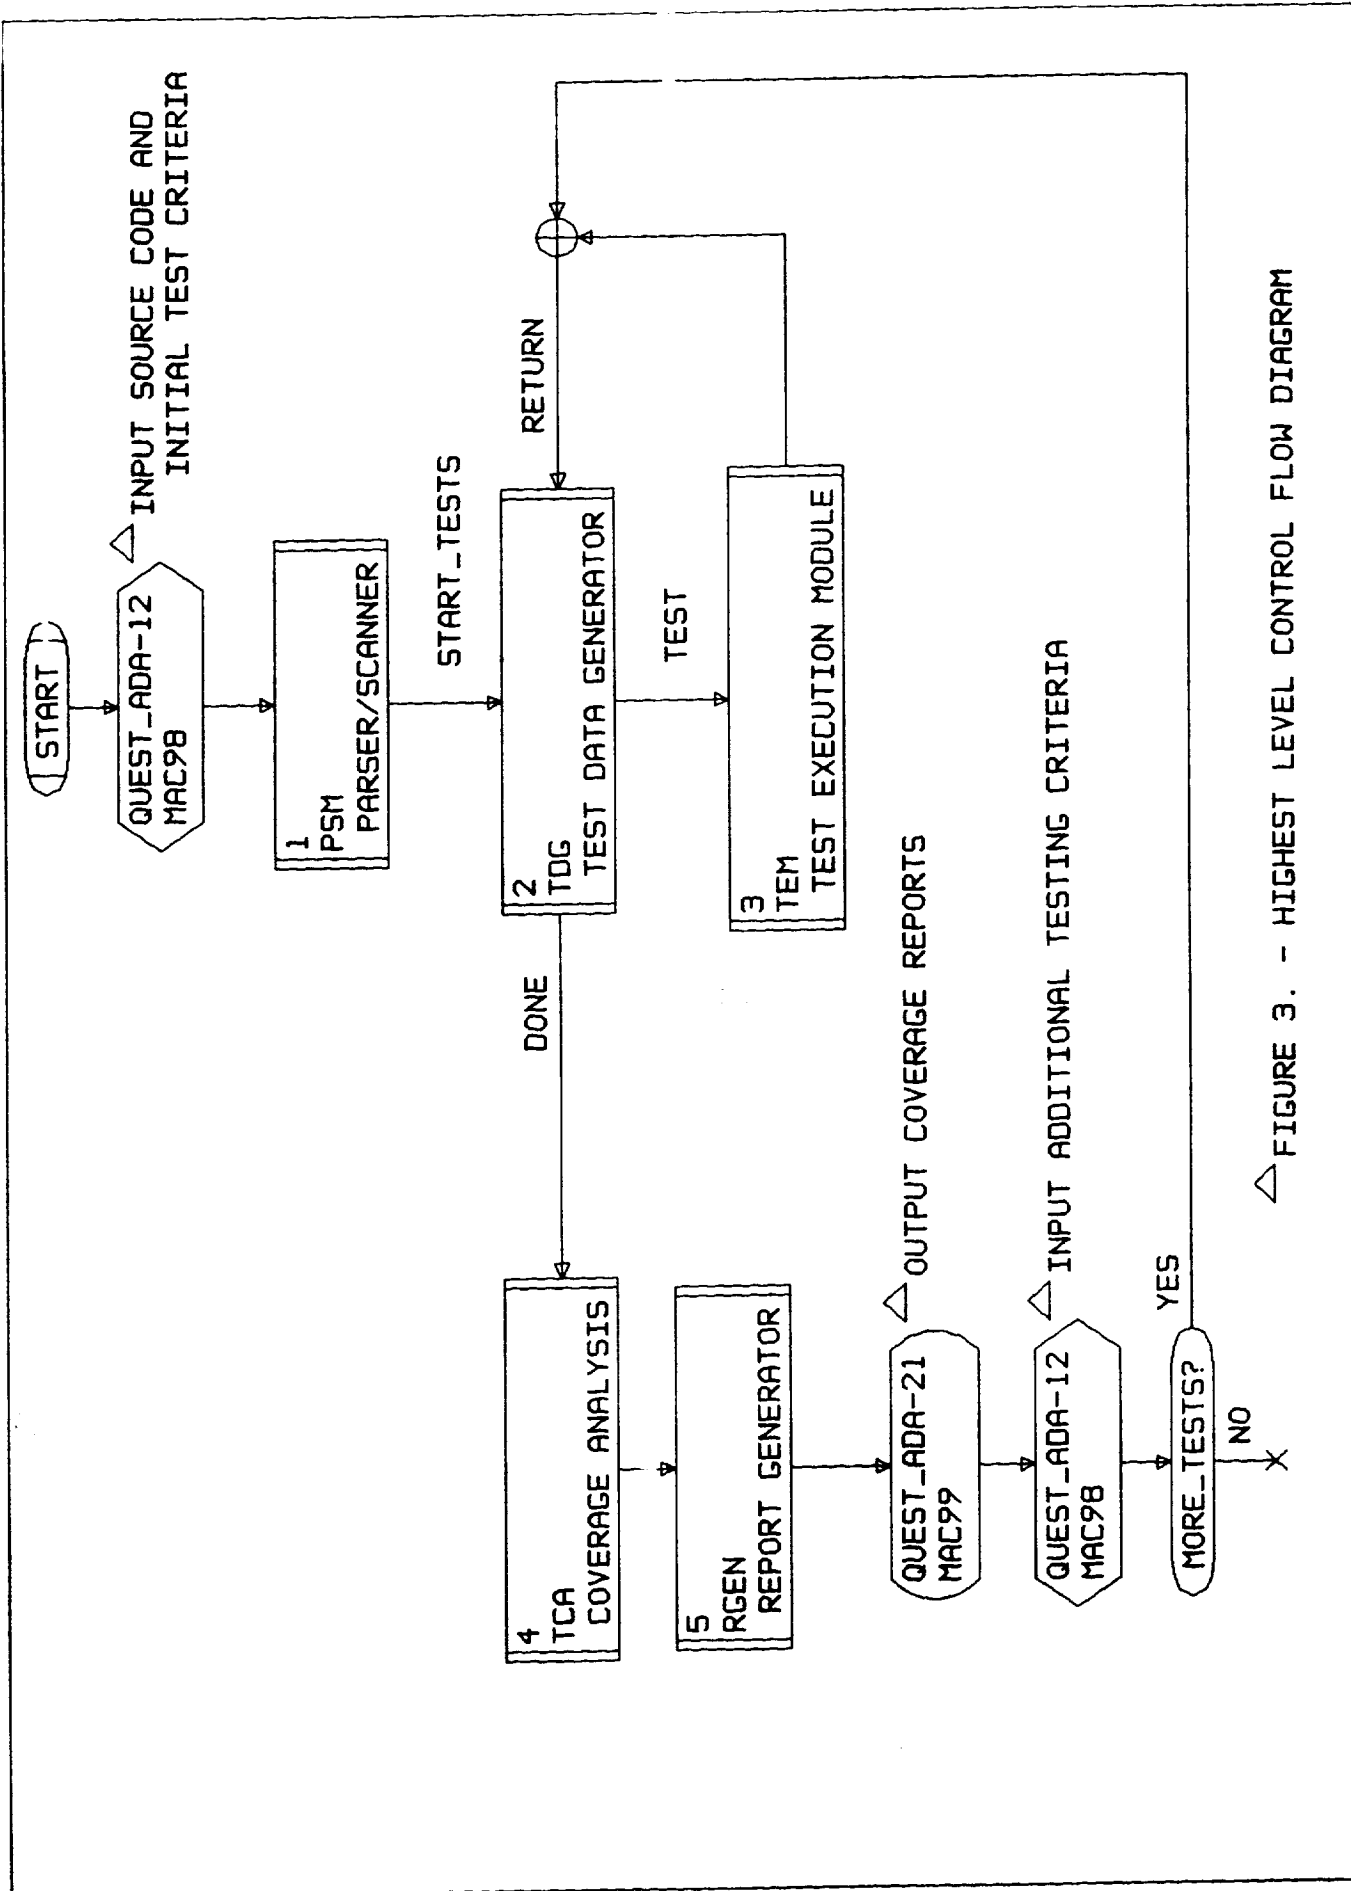 START
QUEST_ADA-12
MAC98
INPUT SOURCE CODE AND
INITIAL TEST CRITERIA
1
PSM
PARSER/SCANNER
START_TESTS
2
TDG
TEST DATA GENERATOR
RETURN
DONE
TEST
3
TEM
TEST EXECUTION MODULE
4
TCA
COVERAGE ANALYSIS
5
RGEN
REPORT GENERATOR
QUEST_ADA-21
MAC99
OUTPUT COVERAGE REPORTS
QUEST_ADA-12
MAC98
INPUT ADDITIONAL TESTING CRITERIA
MORE_TESTS?
YES
NO
FIGURE 3. - HIGHEST LEVEL CONTROL FLOW DIAGRAM